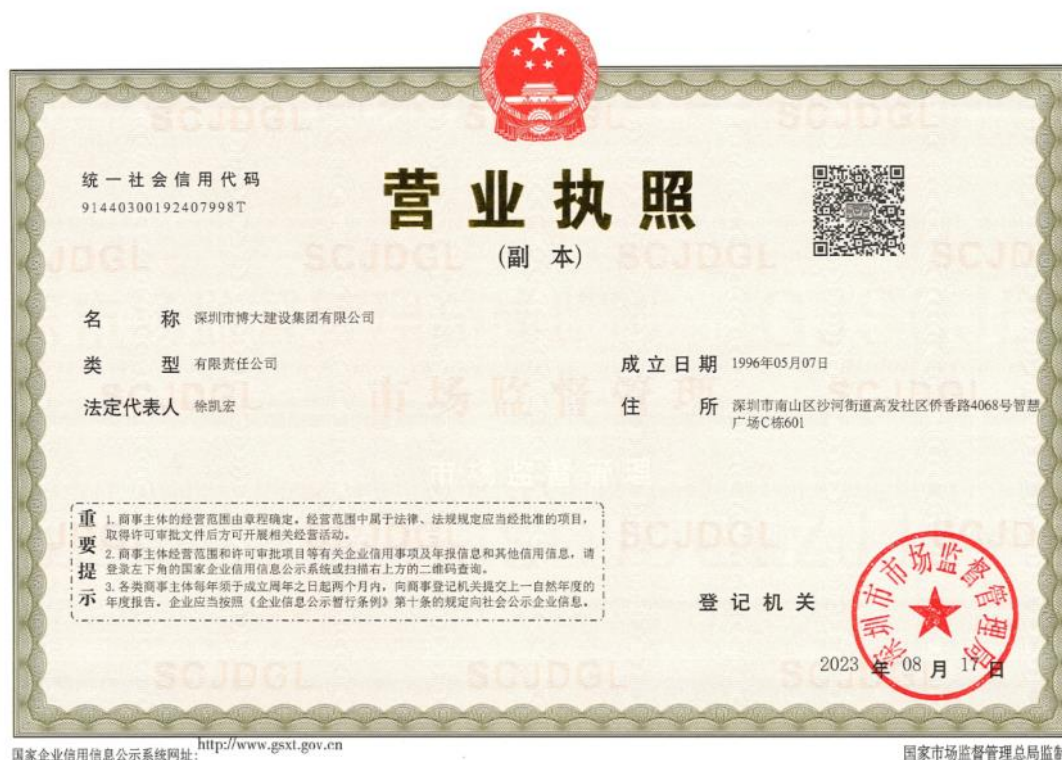 统一社会信用代码
91440300192407998T
营业执照
(副 本)
名 称 深圳市博大建设集团有限公司
类 型 有限责任公司
法定代表人 徐凯宏
成立日期 1996年05月07日
住 所 深圳市南山区沙河街道高发社区侨香路4068号智慧
广场C栋601
重要提示
1.商事主体的经营范围由章程确定。经营范围中属于法律、法规规定应当经批准的项目，
取得许可审批文件后方可开展相关经营活动。
2.商事主体经营范围和许可审批项目等有关企业信用事项及年报信息和其他信用信息，请
登录左下角的国家企业信用信息公示系统或扫描右上方的二维码查询。
3.各类商事主体每年须于成立周年之日起两个月内，向商事登记机关提交上一自然年度的
年度报告。企业应当按照《企业信息公示暂行条例》第十条的规定向社会公示企业信息。
登记机关
深圳市市场监督管理局
2023 年 08 月 17 日
国家企业信用信息公示系统网址：http://www.gsxt.gov.cn
国家市场监督管理总局监制
SCJDGL
市场监督管理